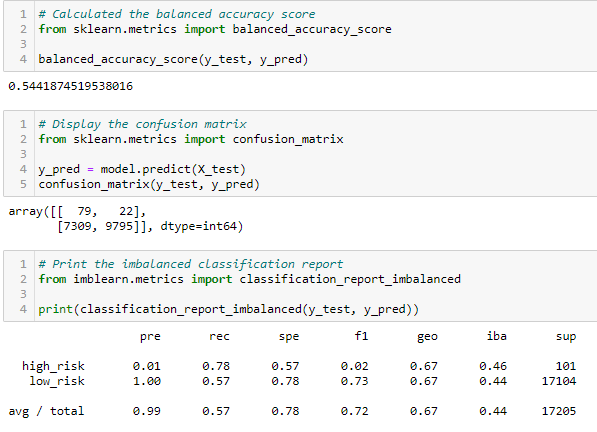 1 # Calculated the balanced accuracy score
2 from sklearn.metrics import balanced_accuracy_score
3
4 balanced_accuracy_score(y_test, y_pred)
0.5441874519538016
1 # Display the confusion matrix
2 from sklearn.metrics import confusion_matrix
3
4 y_pred = model.predict(X_test)
5 confusion_matrix(y_test, y_pred)
array([[  79,   22],
       [7309, 9795]], dtype=int64)
1 # Print the imbalanced classification report
2 from imblearn.metrics import classification_report_imbalanced
3
4 print(classification_report_imbalanced(y_test, y_pred))
pre rec spe f1 geo iba sup
high_risk 0.01 0.78 0.57 0.02 0.67 0.46 101
low_risk 1.00 0.57 0.78 0.73 0.67 0.44 17104
avg / total 0.99 0.57 0.78 0.72 0.67 0.44 17205